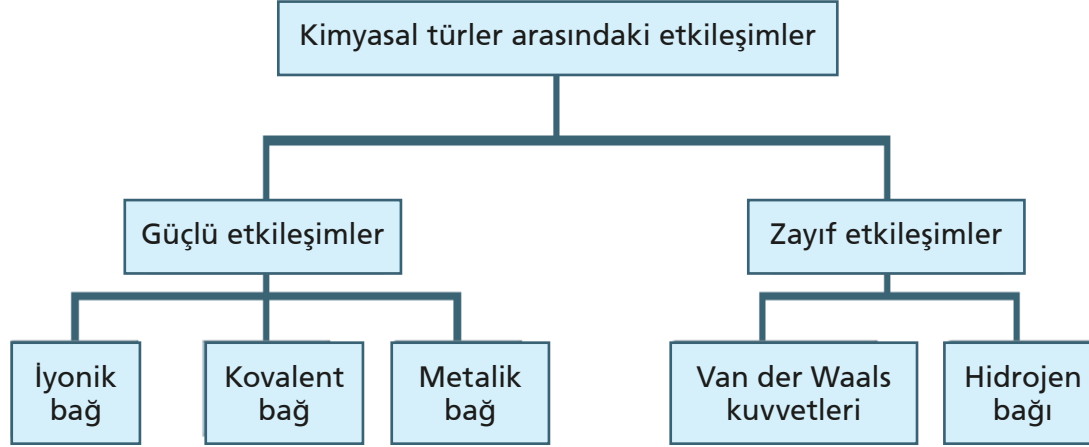 Kimyasal türler arasındaki etkileşimler
Güçlü etkileşimler
Zayıf etkileşimler
İyonik
bağ
Kovalent
bağ
Metalik
bağ
Van der Waals
kuvvetleri
Hidrojen
bağı